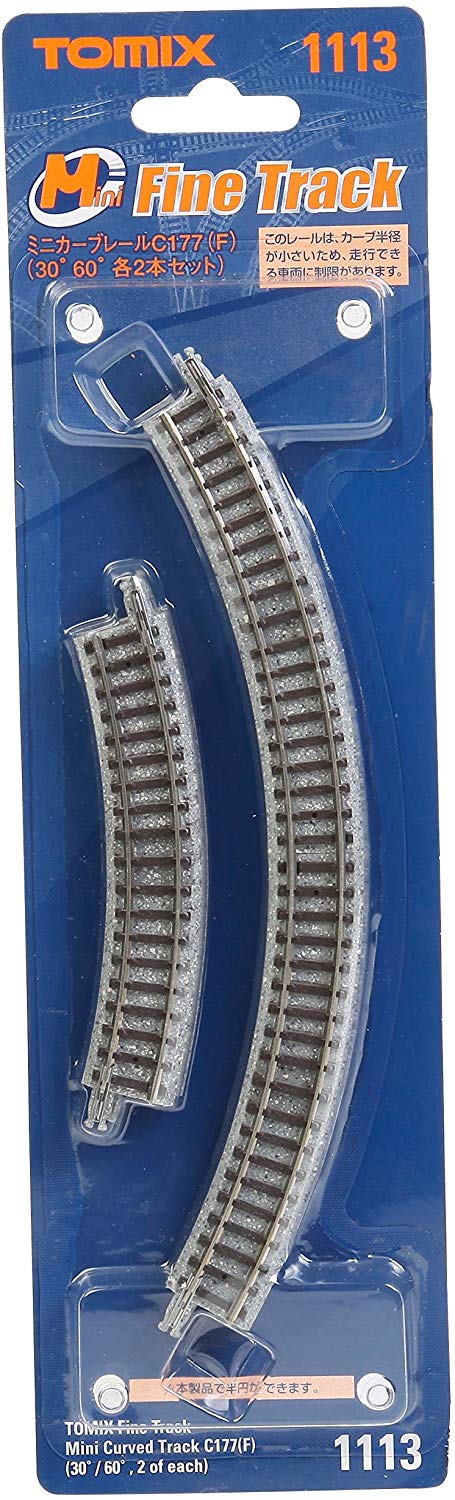 TOMIX 1113
Mini Fine Track
ミニカーブレールC177(F)
(30° 60° 各2本セット)
このレールは、カーブ半径
が小さいため、走行でき
る車両に制限があります。
※本製品で半円ができます。
TOMIX Fine Track
Mini Curved Track C177(F)
(30°/60°, 2 of each)
1113